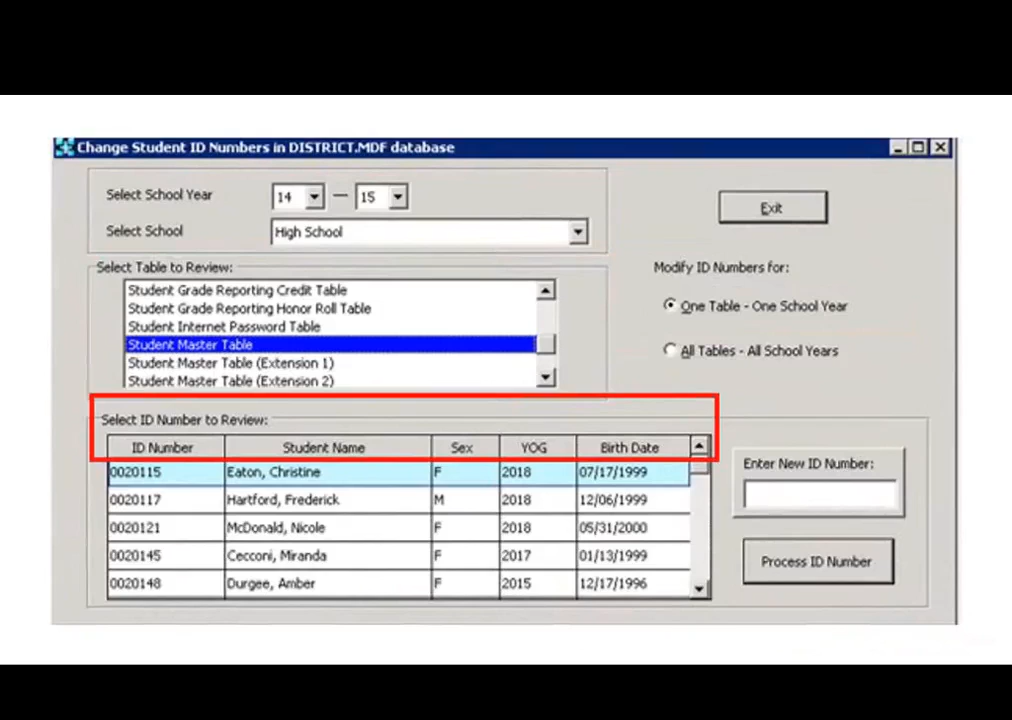 Change Student ID Numbers in DISTRICT.MDF database
Select School Year 14 — 15
Exit
Select School High School
Select Table to Review:
Modify ID Numbers for:
Student Grade Reporting Credit Table
Student Grade Reporting Honor Roll Table
One Table - One School Year
Student Internet Password Table
Student Master Table
All Tables - All School Years
Student Master Table (Extension 1)
Student Master Table (Extension 2)
Select ID Number to Review:
ID Number Student Name Sex YOG Birth Date
0020115 Eaton, Christine F 2018 07/17/1999
0020117 Hartford, Frederick M 2018 12/06/1999
0020121 McDonald, Nicole F 2018 05/31/2000
0020145 Cecconi, Miranda F 2017 01/13/1999
0020148 Durgee, Amber F 2015 12/17/1996
Enter New ID Number:
Process ID Number